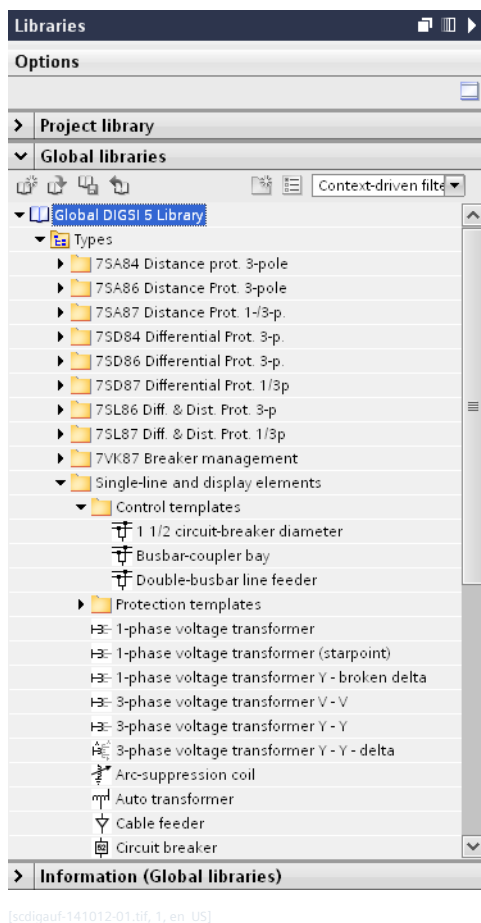 Libraries
Options
Project library
Global libraries
Context-driven filte
Global DIGSI 5 Library
Types
7SA84 Distance prot. 3-pole
7SA86 Distance Prot. 3-pole
7SA87 Distance Prot. 1-/3-p.
7SD84 Differential Prot. 3-p.
7SD86 Differential Prot. 3-p.
7SD87 Differential Prot. 1/3p
7SL86 Diff. & Dist. Prot. 3-p
7SL87 Diff. & Dist. Prot. 1/3p
7VK87 Breaker management
Single-line and display elements
Control templates
1 1/2 circuit-breaker diameter
Busbar-coupler bay
Double-busbar line feeder
Protection templates
1-phase voltage transformer
1-phase voltage transformer (starpoint)
1-phase voltage transformer Y - broken delta
3-phase voltage transformer V - V
3-phase voltage transformer Y - Y
3-phase voltage transformer Y - Y - delta
Arc-suppression coil
Auto transformer
Cable feeder
Circuit breaker
Information (Global libraries)
[scdigauf-141012-01.tif, 1, en_US]